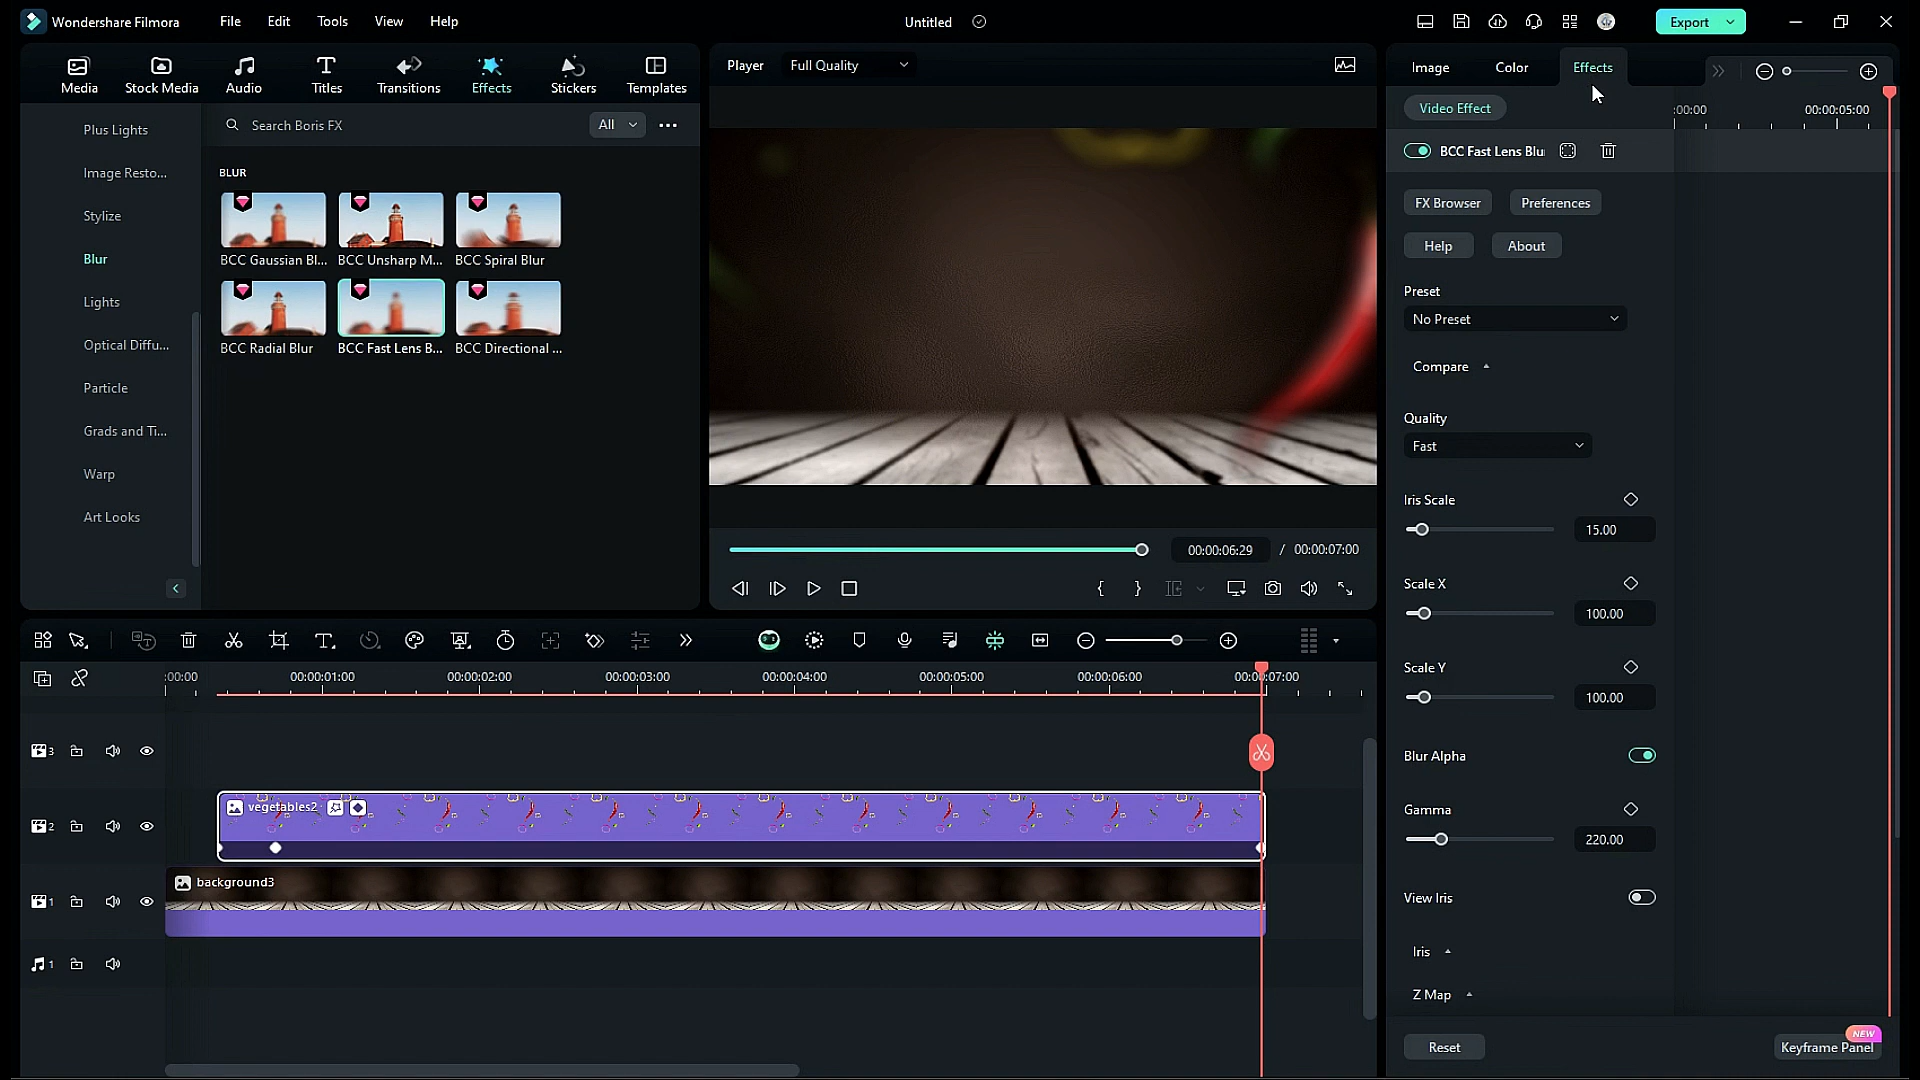 Wondershare Filmora
File
Edit
Tools
View
Help
Untitled
Export
Media
Stock Media
Audio
Titles
Transitions
Effects
Stickers
Templates
Player
Full Quality
Image
Color
Effects
Plus Lights
Image Resto...
Stylize
Blur
Lights
Optical Diffu...
Particle
Grads and Ti...
Warp
Art Looks
Search Boris FX
All
BLUR
BCC Gaussian Bl...
BCC Unsharp M...
BCC Spiral Blur
BCC Radial Blur
BCC Fast Lens B...
BCC Directional ...
00:00:06:29 / 00:00:07:00
Video Effect
:00:00
00:00:05:00
BCC Fast Lens Blu
FX Browser
Preferences
Help
About
Preset
No Preset
Compare
Quality
Fast
Iris Scale
15.00
Scale X
100.00
Scale Y
100.00
Blur Alpha
Gamma
220.00
View Iris
Iris
Z Map
Reset
NEW
Keyframe Panel
:00:00
00:00:01:00
00:00:02:00
00:00:03:00
00:00:04:00
00:00:05:00
00:00:06:00
00:00:07:00
3
2
vegetables2
1
background3
1